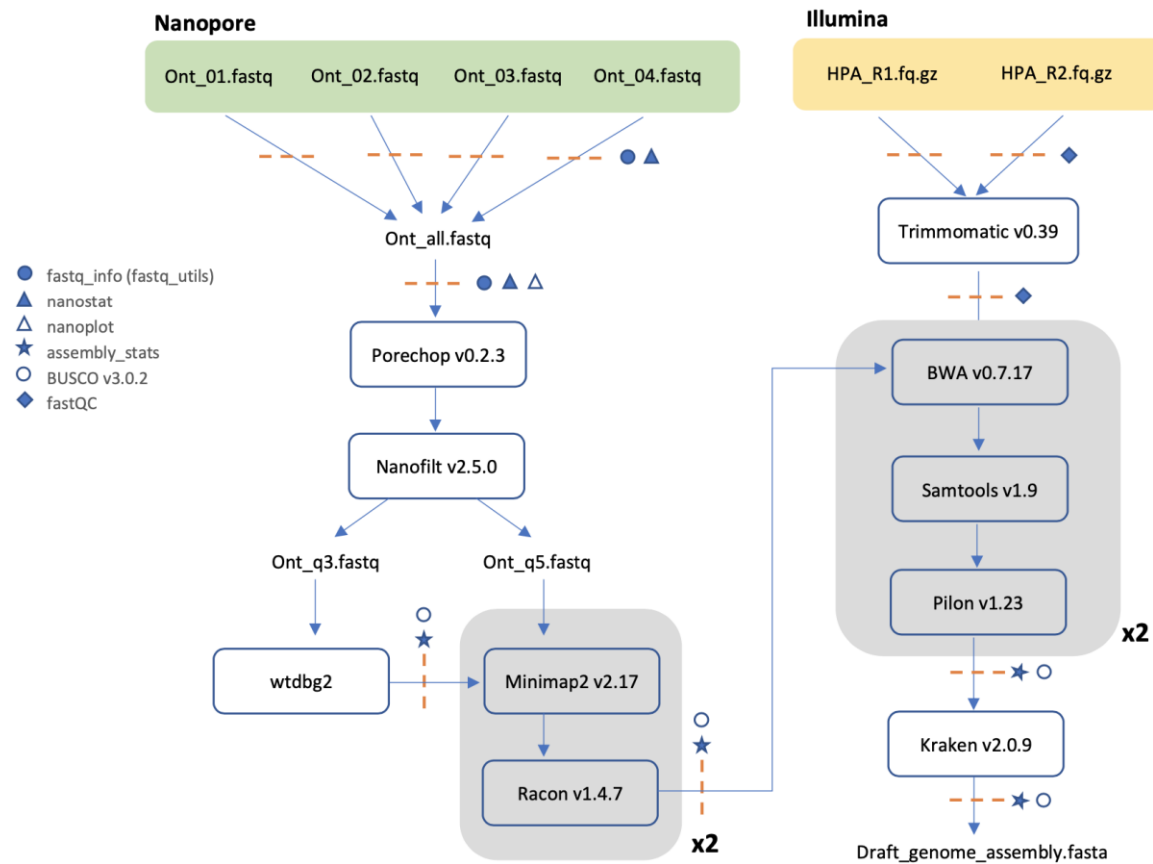 Nanopore
Illumina
Ont_01.fastq
Ont_02.fastq
Ont_03.fastq
Ont_04.fastq
HPA_R1.fq.gz
HPA_R2.fq.gz
Ont_all.fastq
Trimmomatic v0.39
fastq_info (fastq_utils)
nanostat
nanoplot
assembly_stats
BUSCO v3.0.2
fastQC
Porechop v0.2.3
Nanofilt v2.5.0
Ont_q3.fastq
Ont_q5.fastq
wtdbg2
Minimap2 v2.17
Racon v1.4.7
x2
BWA v0.7.17
Samtools v1.9
Pilon v1.23
x2
Kraken v2.0.9
Draft_genome_assembly.fasta